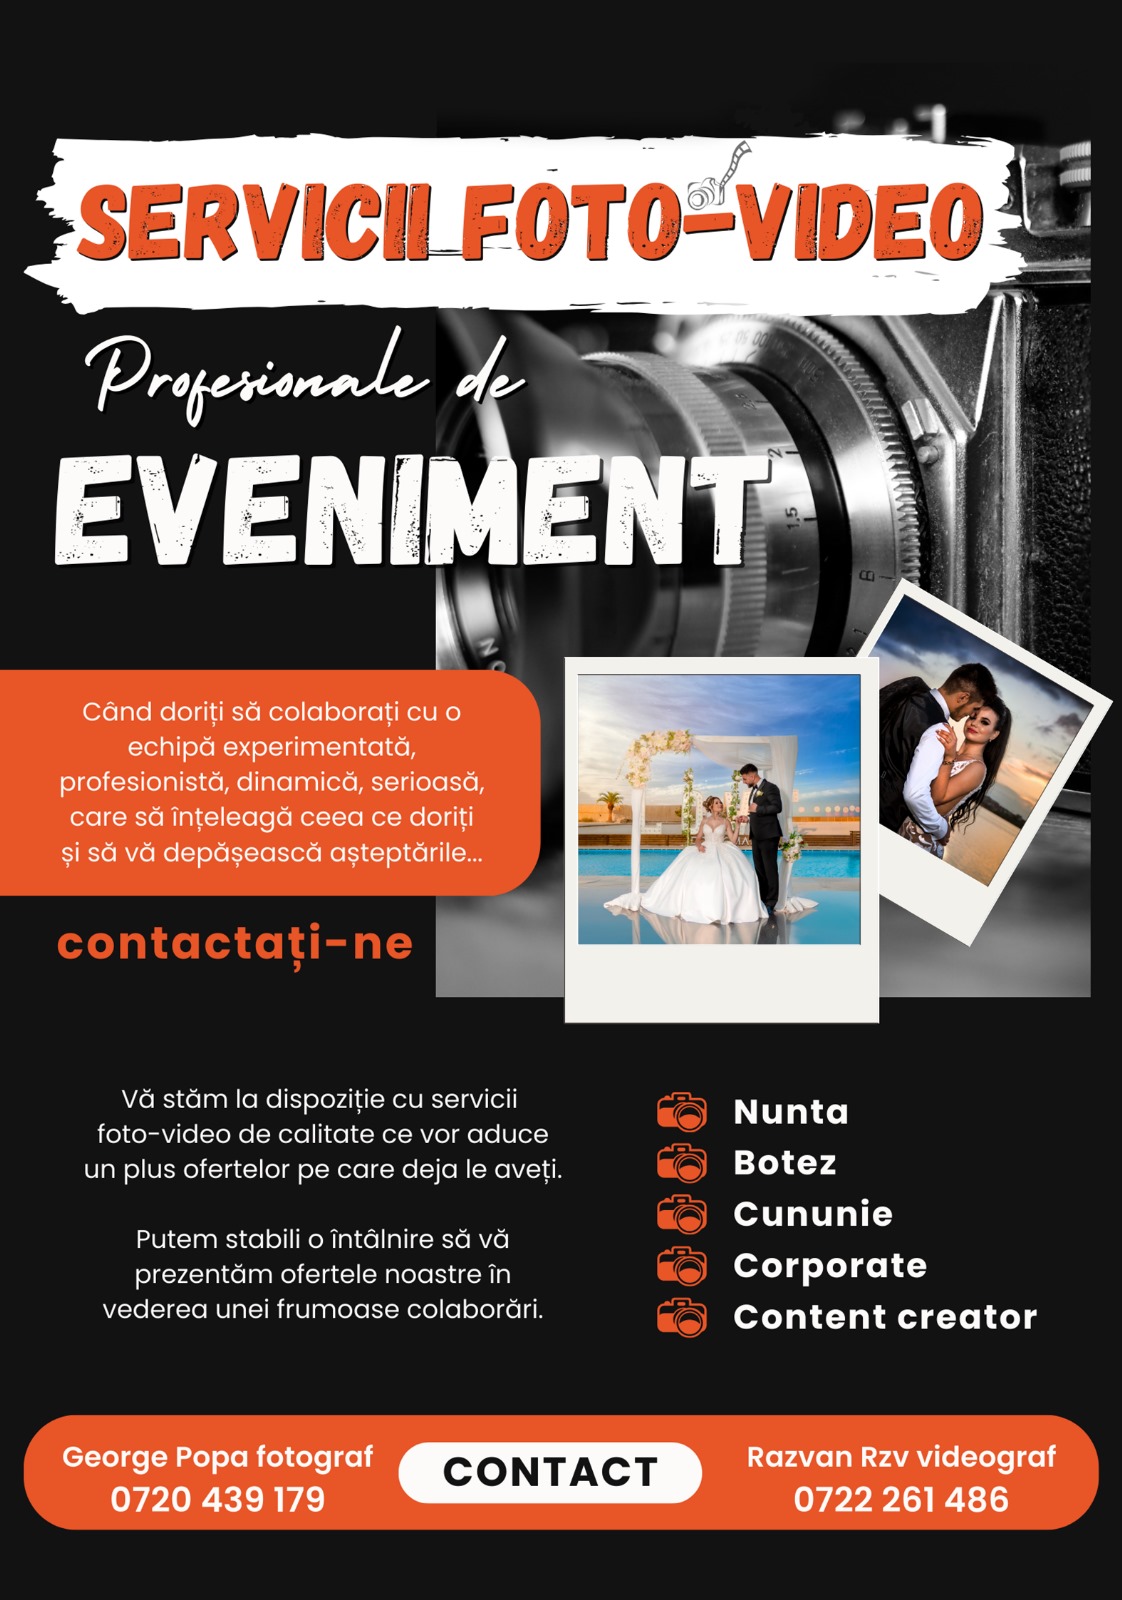 SERVICII FOTO-VIDEO
Profesionale de
EVENIMENT
Când doriți să colaborați cu o
echipă experimentată,
profesionistă, dinamică, serioasă,
care să înțeleagă ceea ce doriți
și să vă depășească așteptările...
contactați-ne
Vă stăm la dispoziție cu servicii
foto-video de calitate ce vor aduce
un plus ofertelor pe care deja le aveți.
Putem stabili o întâlnire să vă
prezentăm ofertele noastre în
vederea unei frumoase colaborări.
Nunta
Botez
Cununie
Corporate
Content creator
George Popa fotograf
0720 439 179
CONTACT
Razvan Rzv videograf
0722 261 486